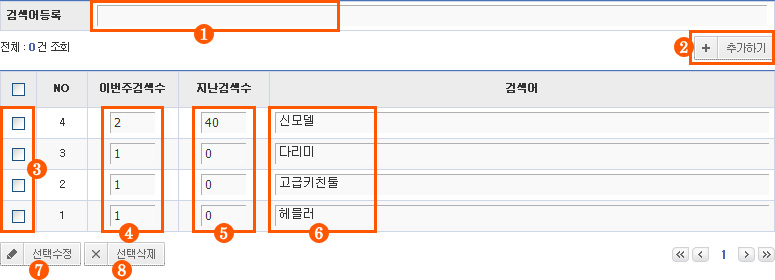 검색어등록
1
전체 : 0 건 조회
2 + 추가하기
NO 이번주검색수 지난검색수 검색어
4 2 40 신모델
3 1 0 다리미
2 1 0 고급키친툴
1 1 0 헤믈러
3
4 5 6
선택수정 × 선택삭제 << < 1 > >>
7 8